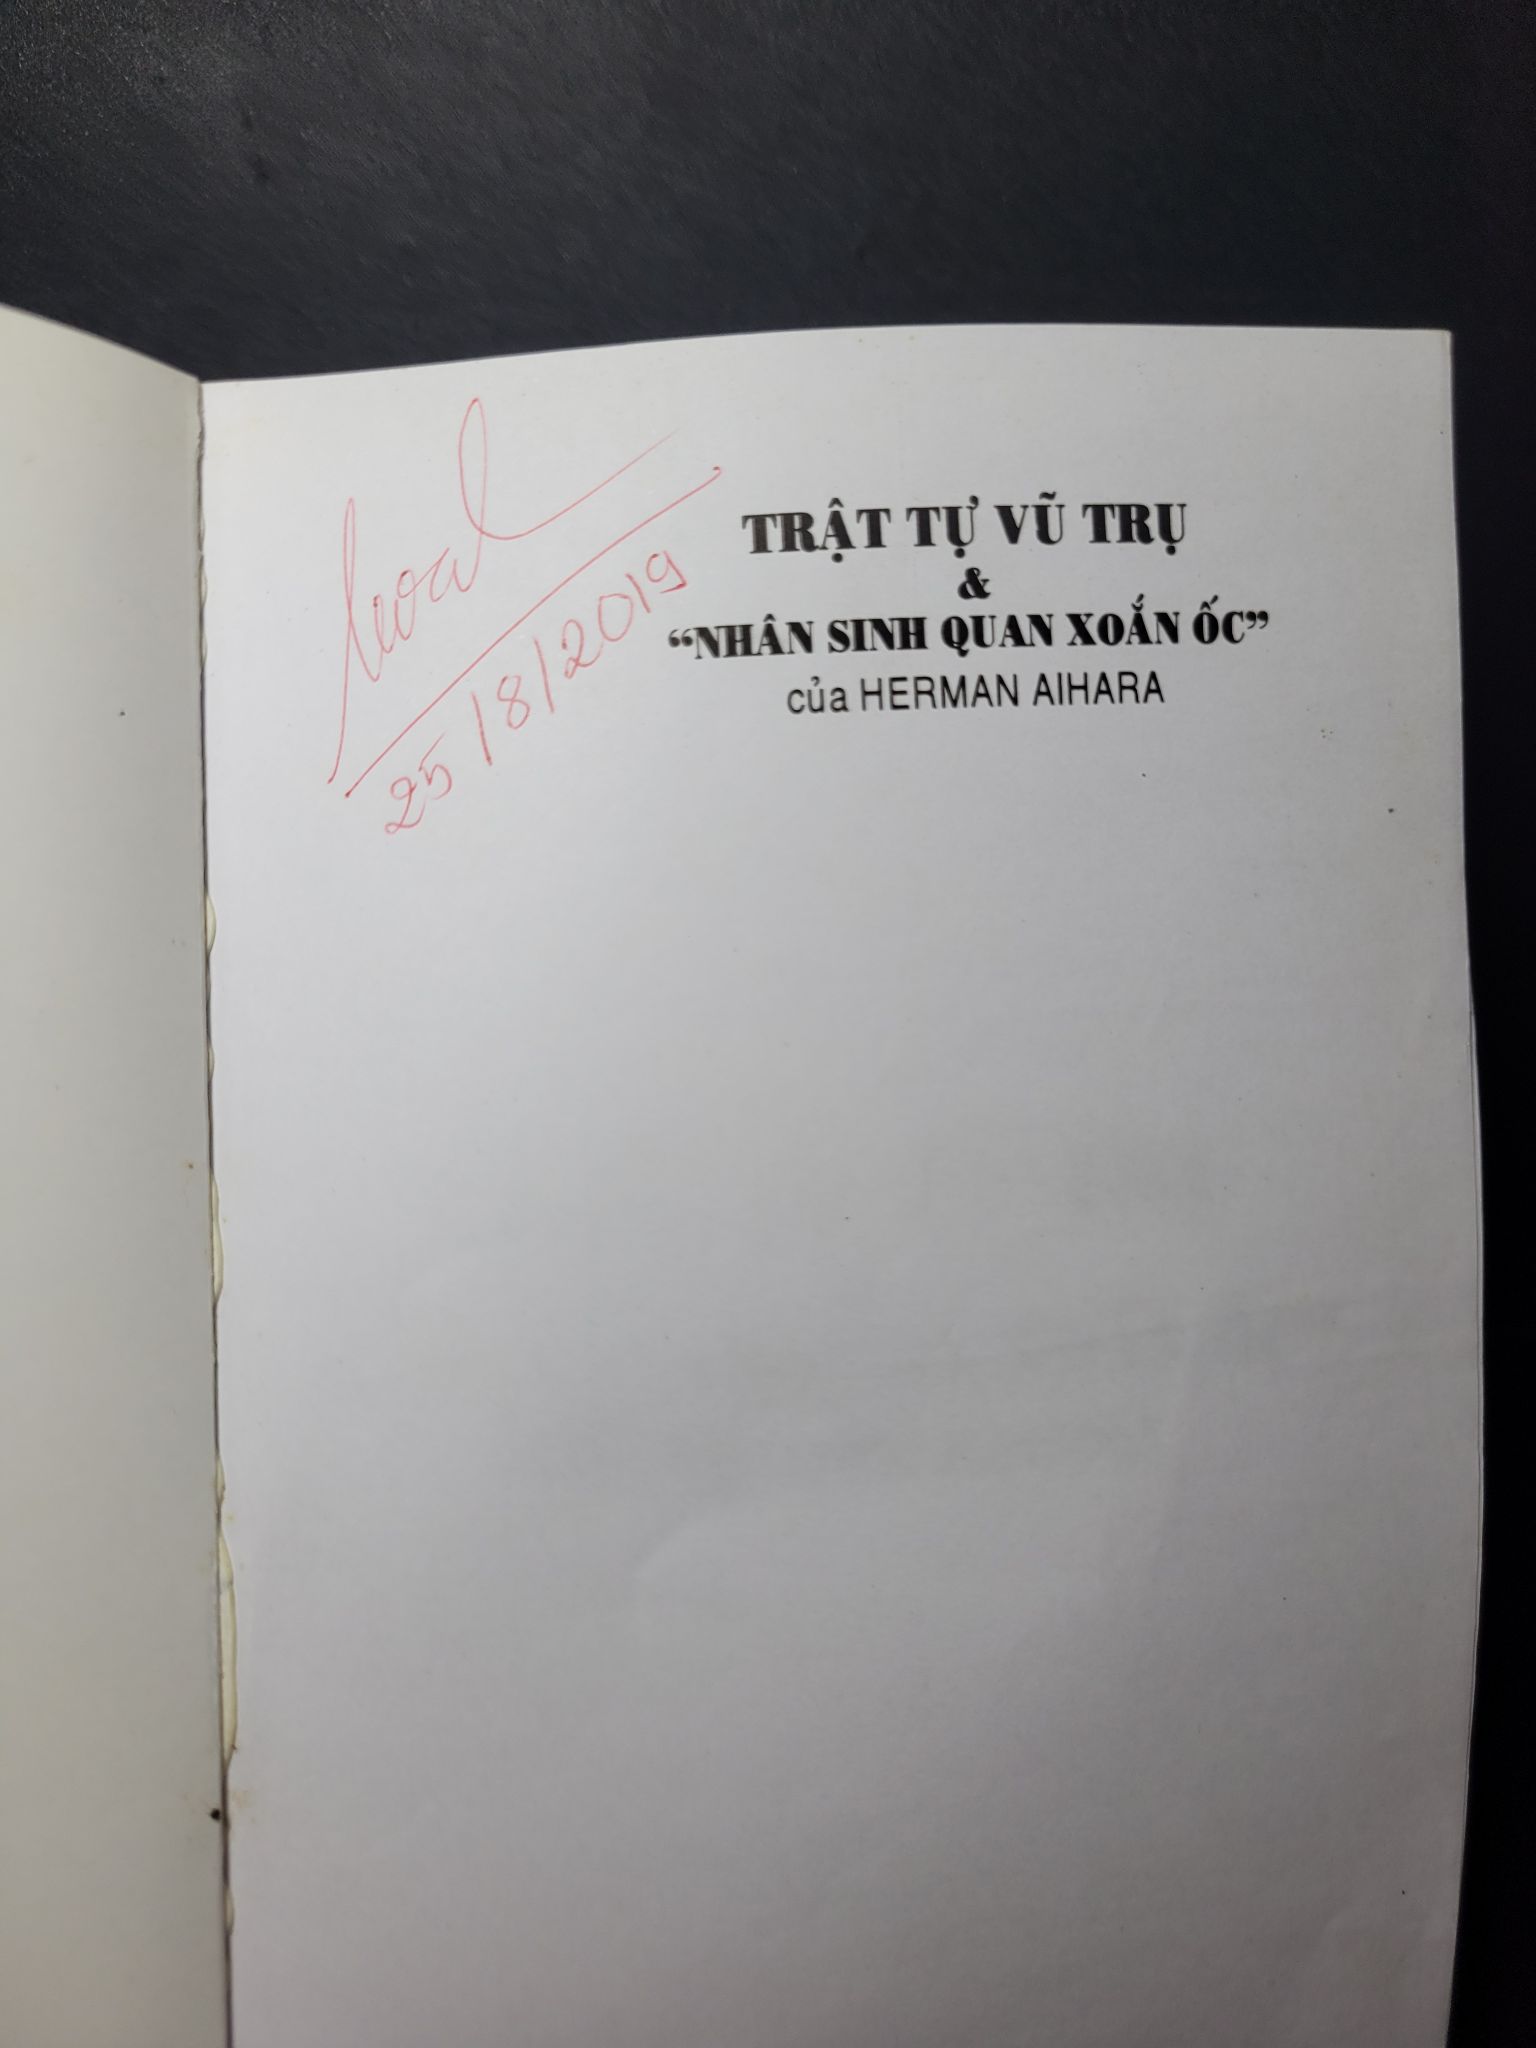 25/8/2019
TRẬT TỰ VŨ TRỤ
&
“NHÂN SINH QUAN XOẮN ỐC”
của HERMAN AIHARA